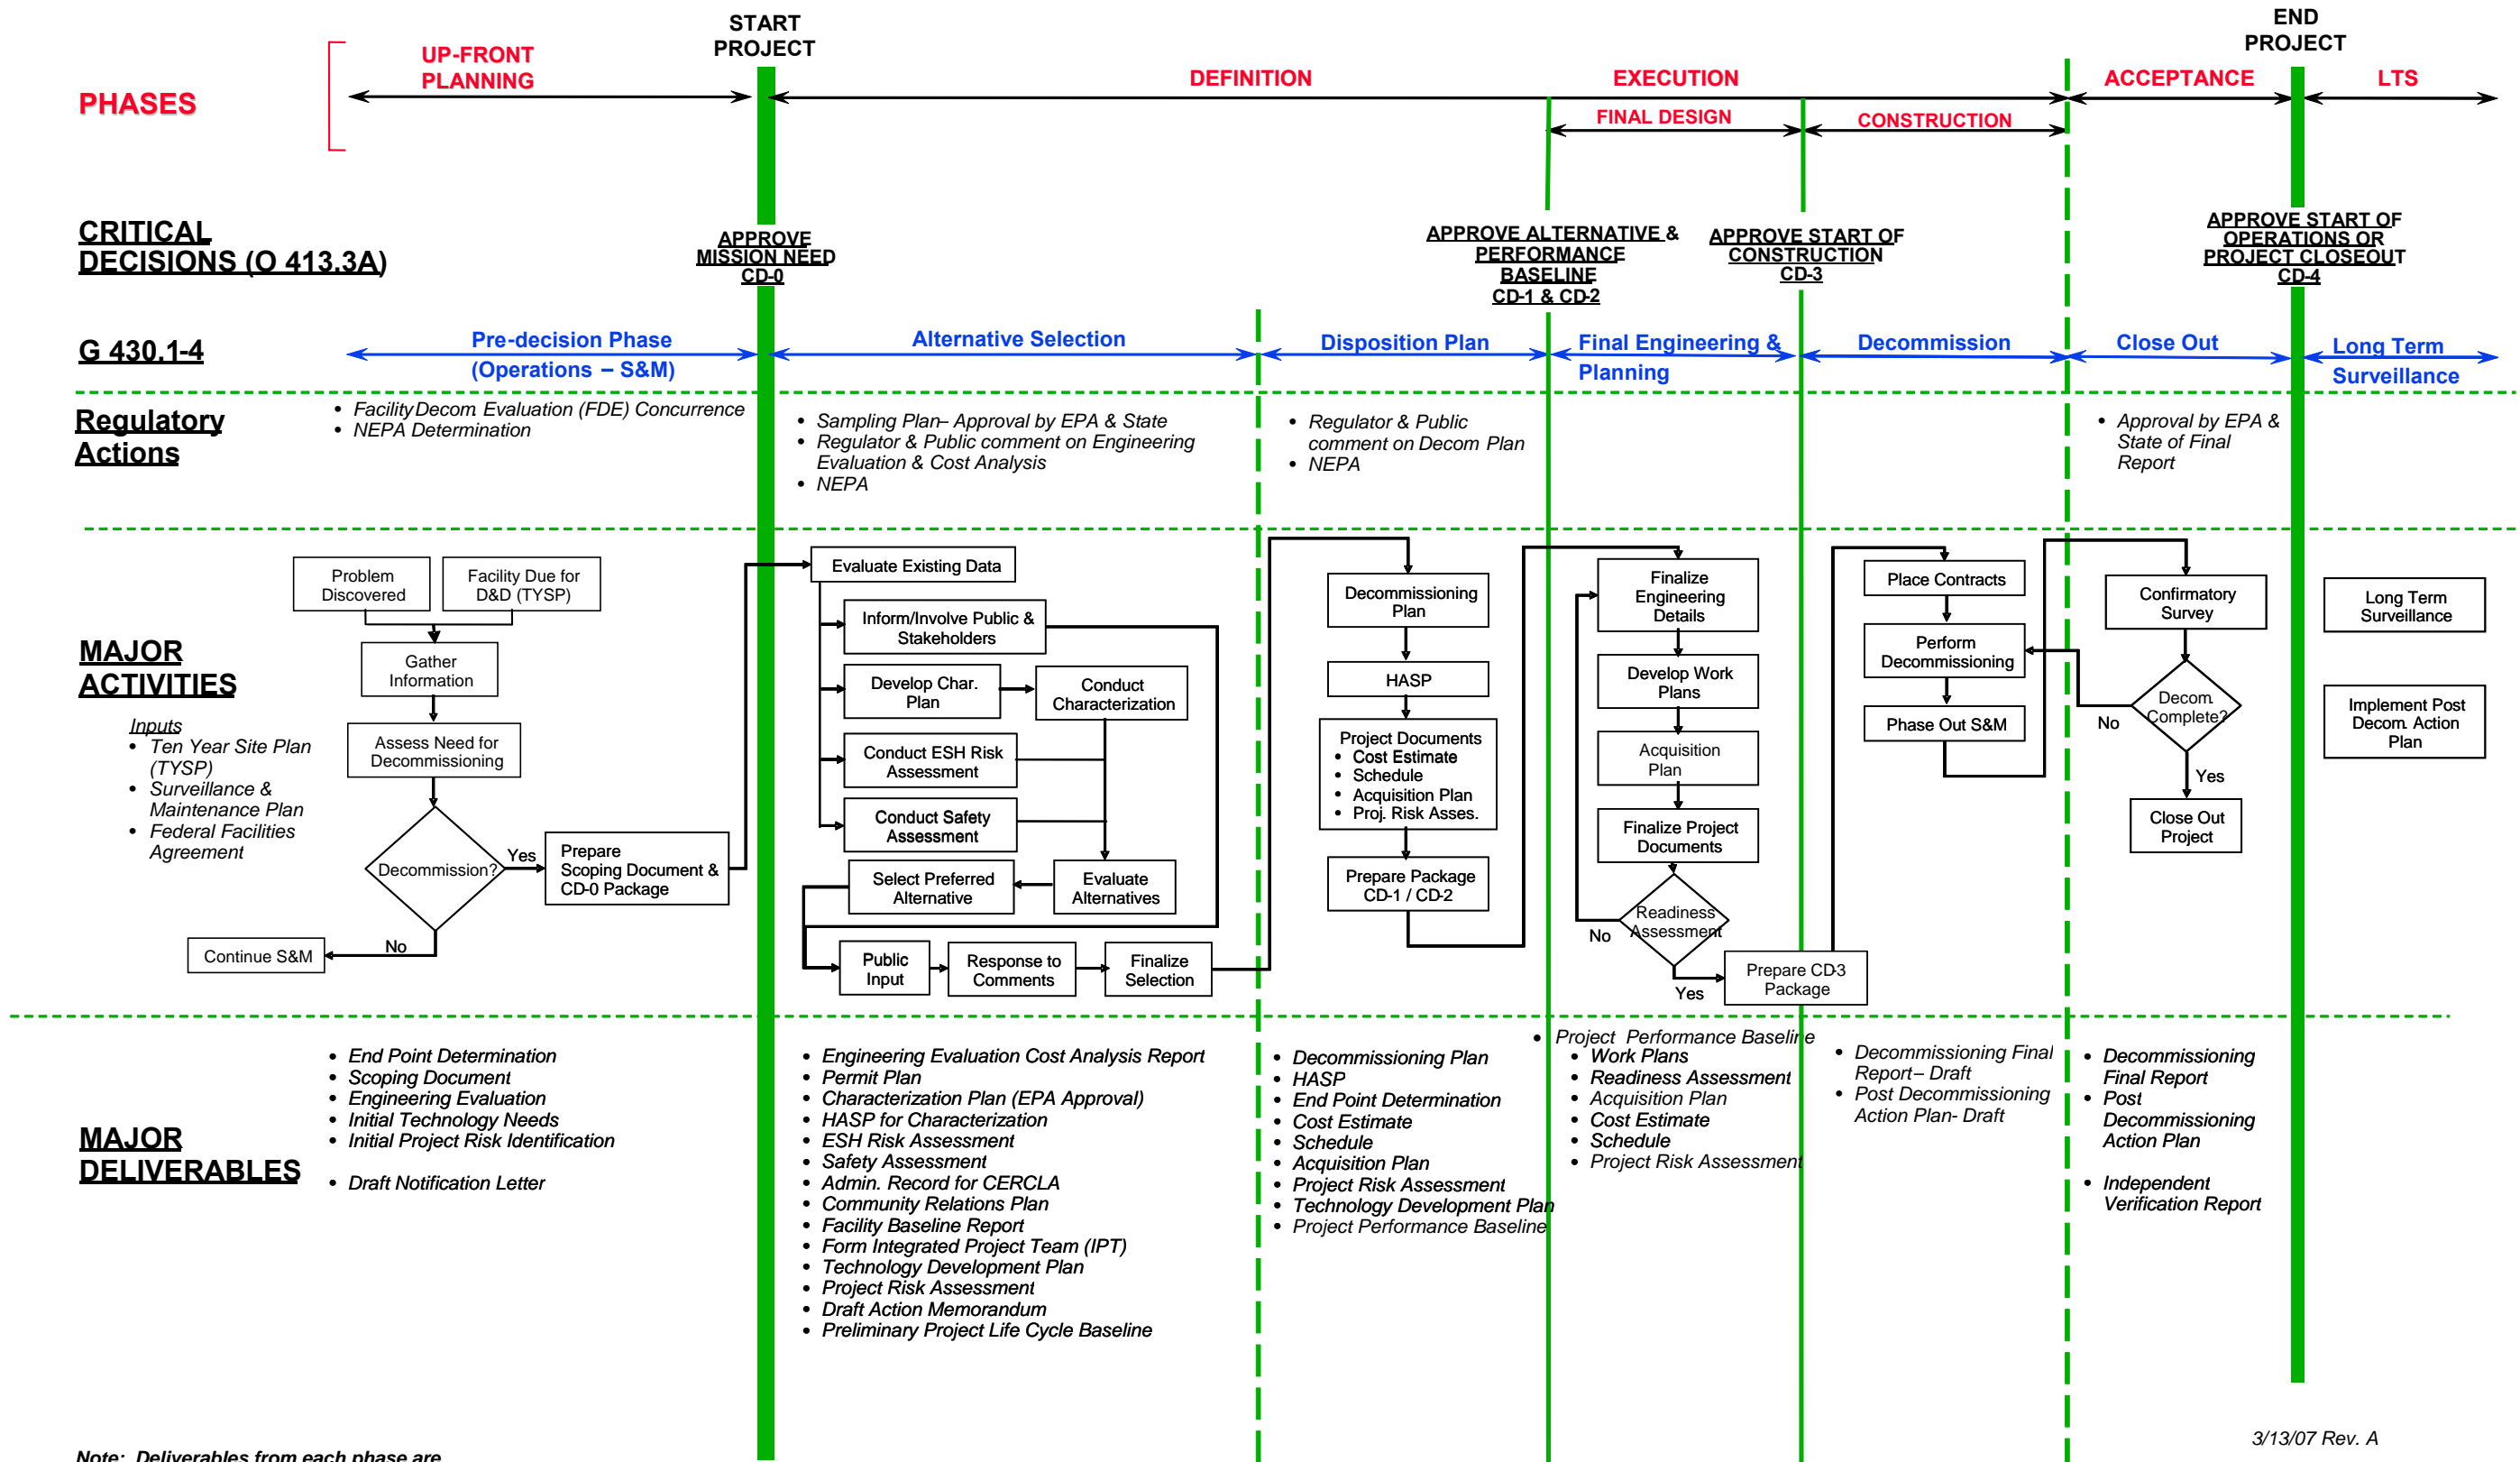 START
PROJECT
END
PROJECT
PHASES
UP-FRONT
PLANNING
DEFINITION
EXECUTION
ACCEPTANCE
LTS
FINAL DESIGN
CONSTRUCTION
CRITICAL
DECISIONS (O 413.3A)
APPROVE
MISSION NEED
CD-0
APPROVE ALTERNATIVE &
PERFORMANCE
BASELINE
CD-1 & CD-2
APPROVE START OF
CONSTRUCTION
CD-3
APPROVE START OF
OPERATIONS OR
PROJECT CLOSEOUT
CD-4
G 430.1-4
Pre-decision Phase
(Operations – S&M)
Alternative Selection
Disposition Plan
Final Engineering &
Planning
Decommission
Close Out
Long Term
Surveillance
Regulatory
Actions
• Facility Decom. Evaluation (FDE) Concurrence
• NEPA Determination
• Sampling Plan– Approval by EPA & State
• Regulator & Public comment on Engineering
Evaluation & Cost Analysis
• NEPA
• Regulator & Public
comment on Decom Plan
• NEPA
• Approval by EPA &
State of Final
Report
MAJOR
ACTIVITIES
Inputs
• Ten Year Site Plan
(TYSP)
• Surveillance &
Maintenance Plan
• Federal Facilities
Agreement
Problem
Discovered
Facility Due for
D&D (TYSP)
Gather
Information
Assess Need for
Decommissioning
Decommission?
Yes
No
Continue S&M
Prepare
Scoping Document &
CD-0 Package
Evaluate Existing Data
Inform/Involve Public &
Stakeholders
Develop Char.
Plan
Conduct
Characterization
Conduct ESH Risk
Assessment
Conduct Safety
Assessment
Select Preferred
Alternative
Evaluate
Alternatives
Public
Input
Response to
Comments
Finalize
Selection
Decommissioning
Plan
HASP
Project Documents
• Cost Estimate
• Schedule
• Acquisition Plan
• Proj. Risk Asses.
Prepare Package
CD-1 / CD-2
Finalize
Engineering
Details
Develop Work
Plans
Acquisition
Plan
Finalize Project
Documents
Readiness
Assessment
No
Yes
Prepare CD-3
Package
Place Contracts
Perform
Decommissioning
Phase Out S&M
Confirmatory
Survey
Decom.
Complete?
No
Yes
Close Out
Project
Long Term
Surveillance
Implement Post
Decom. Action
Plan
MAJOR
DELIVERABLES
• End Point Determination
• Scoping Document
• Engineering Evaluation
• Initial Technology Needs
• Initial Project Risk Identification
• Draft Notification Letter
• Engineering Evaluation Cost Analysis Report
• Permit Plan
• Characterization Plan (EPA Approval)
• HASP for Characterization
• ESH Risk Assessment
• Safety Assessment
• Admin. Record for CERCLA
• Community Relations Plan
• Facility Baseline Report
• Form Integrated Project Team (IPT)
• Technology Development Plan
• Project Risk Assessment
• Draft Action Memorandum
• Preliminary Project Life Cycle Baseline
• Decommissioning Plan
• HASP
• End Point Determination
• Cost Estimate
• Schedule
• Acquisition Plan
• Project Risk Assessment
• Technology Development Plan
• Project Performance Baseline
• Project Performance Baseline
• Work Plans
• Readiness Assessment
• Acquisition Plan
• Cost Estimate
• Schedule
• Project Risk Assessment
• Decommissioning Final
Report– Draft
• Post Decommissioning
Action Plan- Draft
• Decommissioning
Final Report
• Post
Decommissioning
Action Plan
• Independent
Verification Report
3/13/07 Rev. A
Note: Deliverables from each phase are